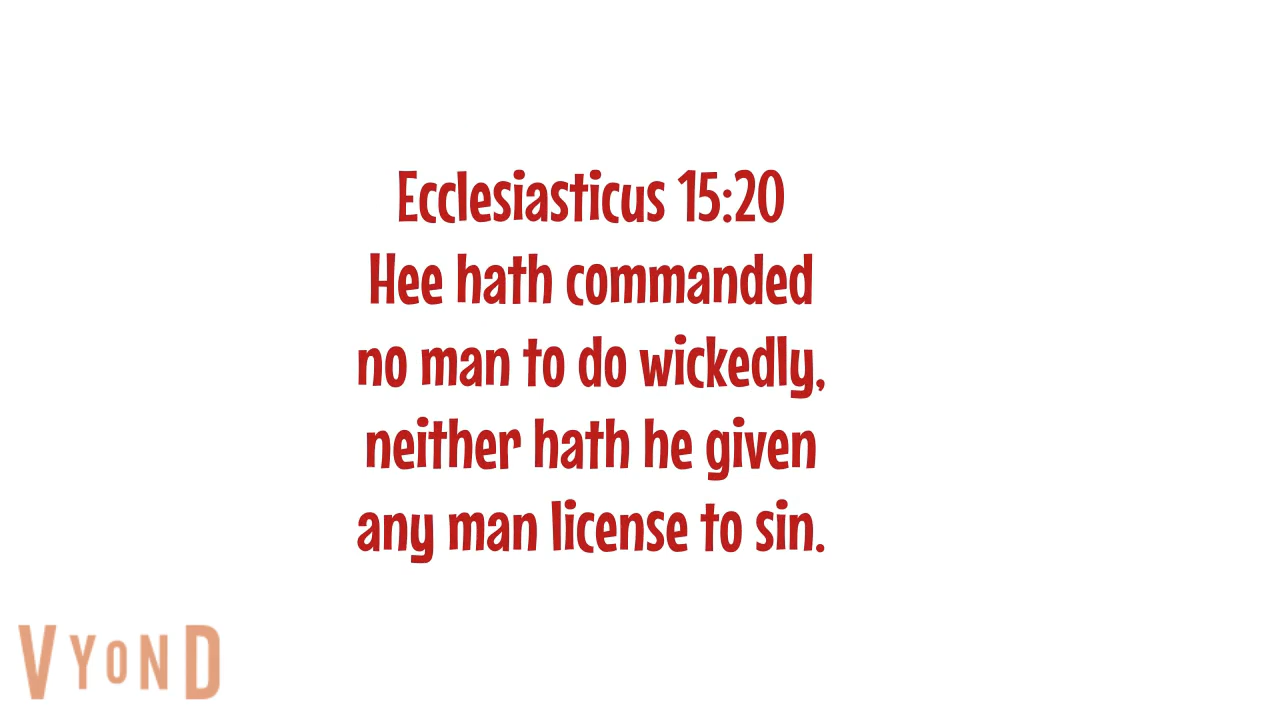 Ecclesiasticus 15:20
Hee hath commanded
no man to do wickedly,
neither hath he given
any man license to sin.
VYOND